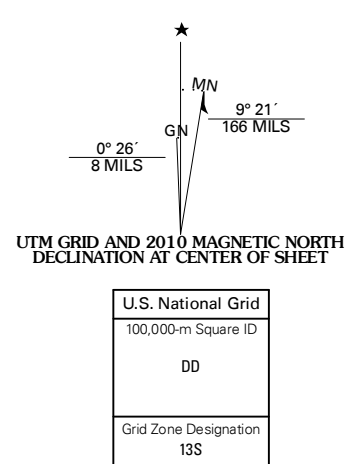 MN
9° 21´
166 MILS
GN
0° 26´
8 MILS
UTM GRID AND 2010 MAGNETIC NORTH
DECLINATION AT CENTER OF SHEET
U.S. National Grid
100,000-m Square ID
DD
Grid Zone Designation
13S